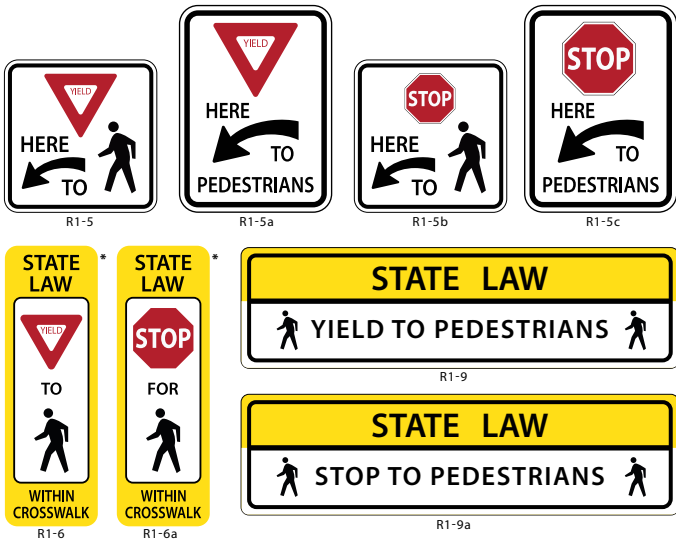 YIELD
HERE
TO
R1-5
YIELD
HERE
TO
PEDESTRIANS
R1-5a
STOP
HERE
TO
R1-5b
STOP
HERE
TO
PEDESTRIANS
R1-5c
STATE
LAW
*
YIELD
TO
WITHIN
CROSSWALK
R1-6
STATE
LAW
*
STOP
FOR
WITHIN
CROSSWALK
R1-6a
STATE LAW
YIELD TO PEDESTRIANS
R1-9
STATE LAW
STOP TO PEDESTRIANS
R1-9a